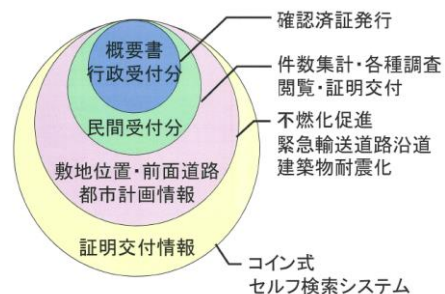 概要書
行政受付分
民間受付分
敷地位置・前面道路
都市計画情報
証明交付情報
確認済証発行
件数集計・各種調査
閲覧・証明交付
不燃化促進
緊急輸送道路沿道
建築物耐震化
コイン式
セルフ検索システム